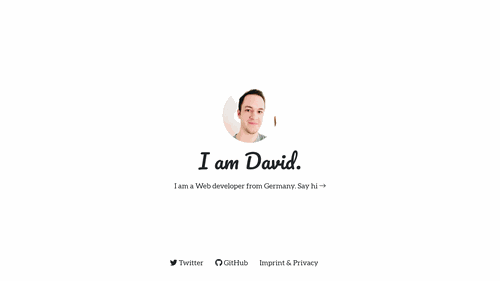 I am David.
I am a Web developer from Germany. Say hi →
Twitter GitHub Imprint & Privacy